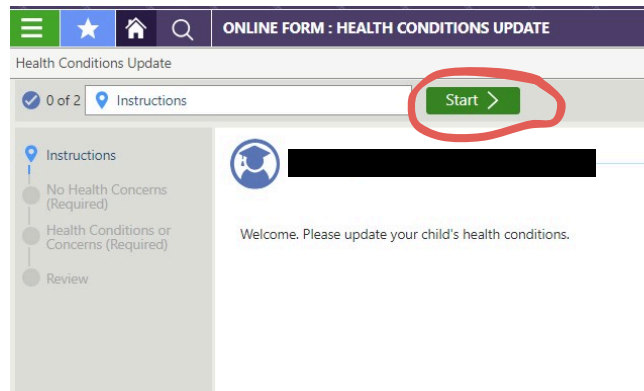 ONLINE FORM : HEALTH CONDITIONS UPDATE
Health Conditions Update
0 of 2 Instructions Start
Instructions
No Health Concerns
(Required)
Health Conditions or
Concerns (Required)
Review
Welcome. Please update your child's health conditions.